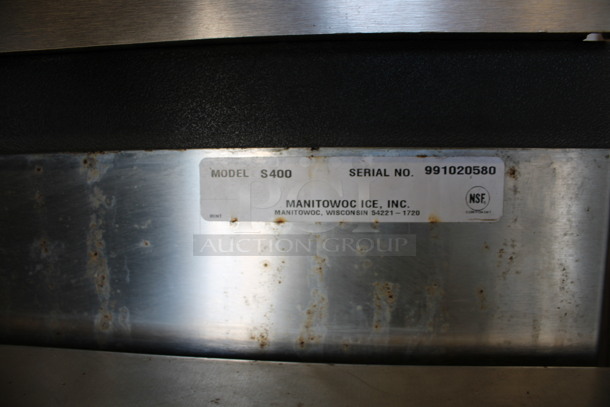 MODEL S400 SERIAL NO. 991020580
MANITOWOC ICE, INC.
MANITOWOC, WISCONSIN 54221-1720
NSF
AUCTION GROUP